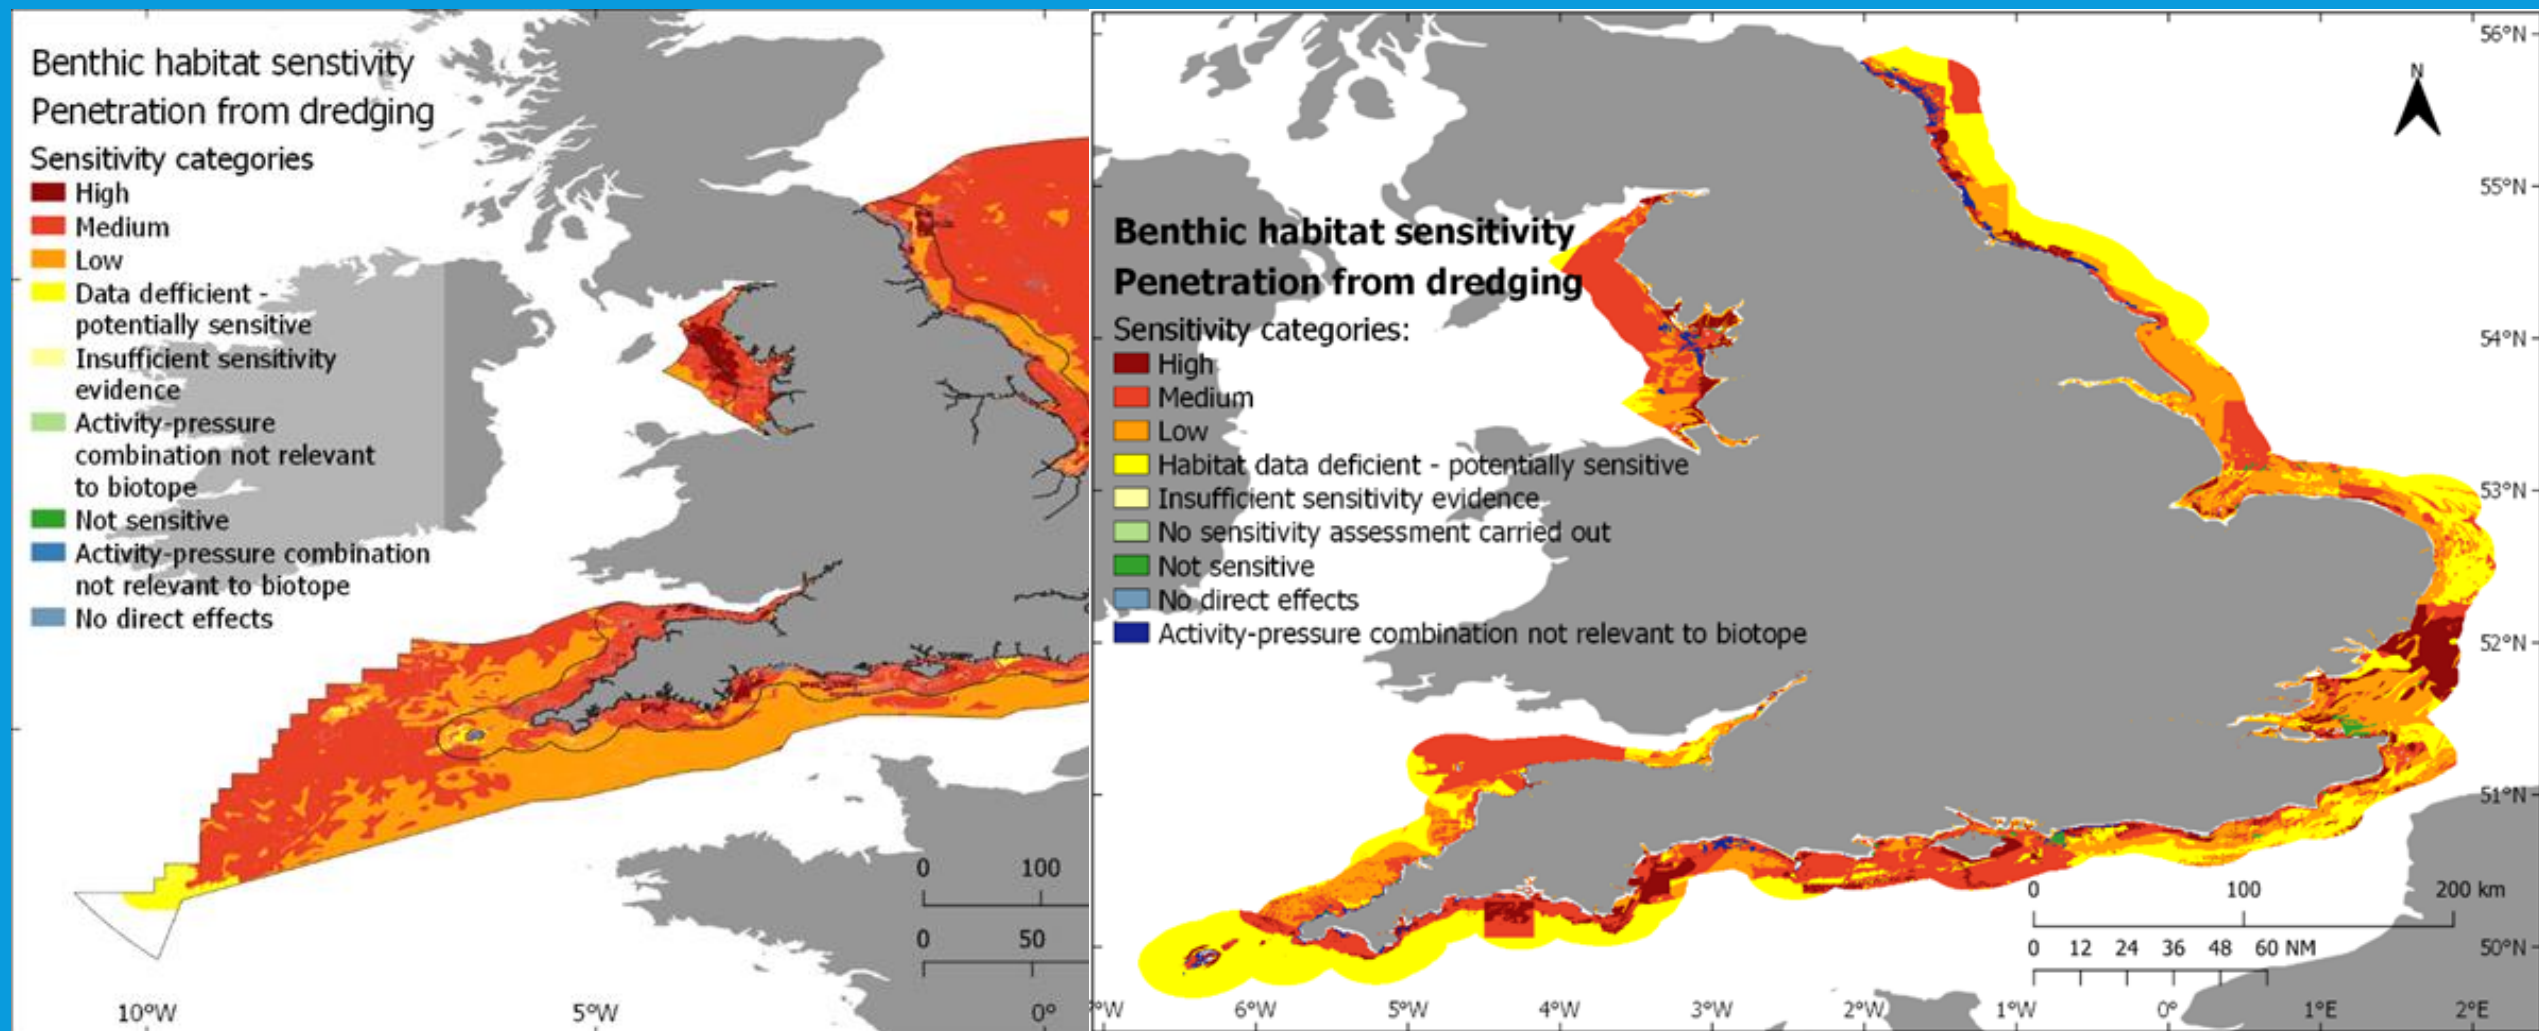 Benthic habitat senstivity
Penetration from dredging
Sensitivity categories
High
Medium
Low
Data defficient -
potentially sensitive
Insufficient sensitivity
evidence
Activity-pressure
combination not relevant
to biotope
Not sensitive
Activity-pressure combination
not relevant to biotope
No direct effects
0 100
0 50
10°W 5°W 0°
N
Benthic habitat sensitivity
Penetration from dredging
Sensitivity categories:
High
Medium
Low
Habitat data deficient - potentially sensitive
Insufficient sensitivity evidence
No sensitivity assessment carried out
Not sensitive
No direct effects
Activity-pressure combination not relevant to biotope
56°N
55°N
54°N
53°N
52°N
51°N
50°N
0 100 200 km
0 12 24 36 48 60 NM
°W 6°W 5°W 4°W 3°W 2°W 1°W 0° 1°E 2°E